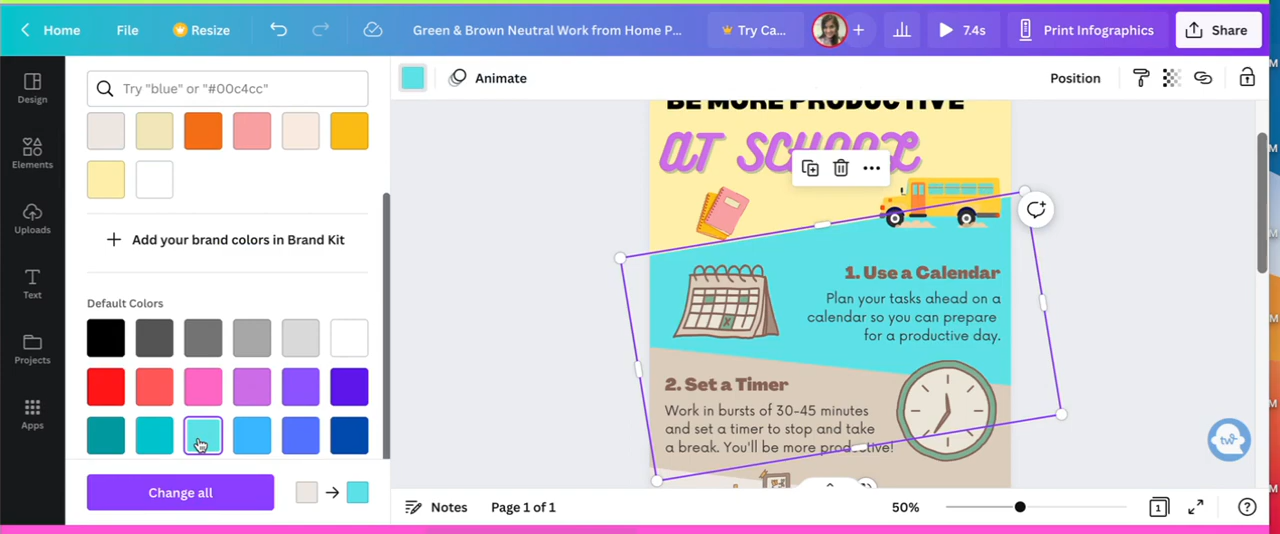 Home
File
Resize
Green & Brown Neutral Work from Home P...
Try Ca...
7.4s
Print Infographics
Share
Design
Elements
Uploads
Text
Projects
Apps
Try "blue" or "#00c4cc"
Add your brand colors in Brand Kit
Default Colors
Change all
Animate
Position
BE MORE PRODUCTIVE
AT SCHOOL
1. Use a Calendar
Plan your tasks ahead on a
calendar so you can prepare
for a productive day.
2. Set a Timer
Work in bursts of 30-45 minutes
and set a timer to stop and take
a break. You'll be more productive!
Notes
Page 1 of 1
50%
1
tw
M
M
M
M